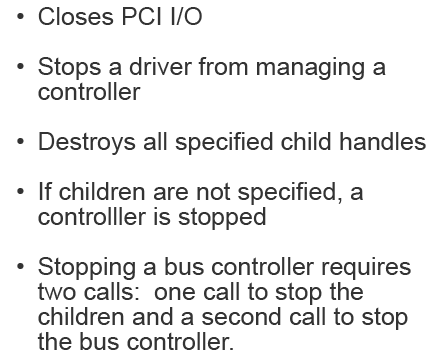 • Closes PCI I/O
• Stops a driver from managing a
controller
• Destroys all specified child handles
• If children are not specified, a
controlller is stopped
• Stopping a bus controller requires
two calls:  one call to stop the
children and a second call to stop
the bus controller.